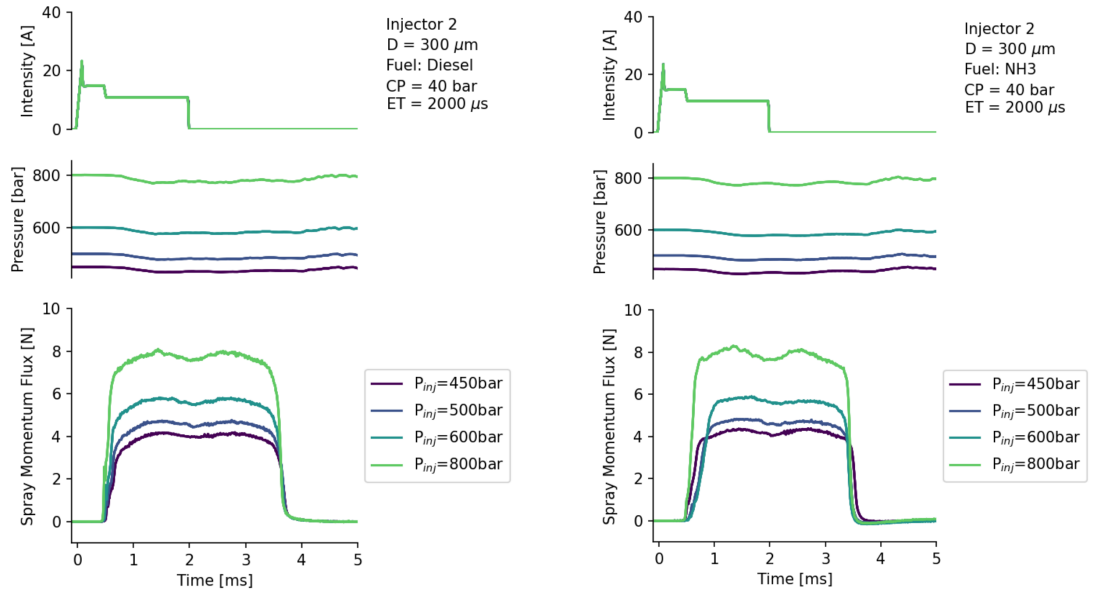 Injector 2
D = 300 μm
Fuel: Diesel
CP = 40 bar
ET = 2000 μs
Intensity [A]
40
20
0
Pressure [bar]
800
600
Spray Momentum Flux [N]
10
8
6
4
2
0
P_inj=450bar
P_inj=500bar
P_inj=600bar
P_inj=800bar
0 1 2 3 4 5
Time [ms]
Injector 2
D = 300 μm
Fuel: NH3
CP = 40 bar
ET = 2000 μs
Intensity [A]
40
20
0
Pressure [bar]
800
600
Spray Momentum Flux [N]
10
8
6
4
2
0
P_inj=450bar
P_inj=500bar
P_inj=600bar
P_inj=800bar
0 1 2 3 4 5
Time [ms]